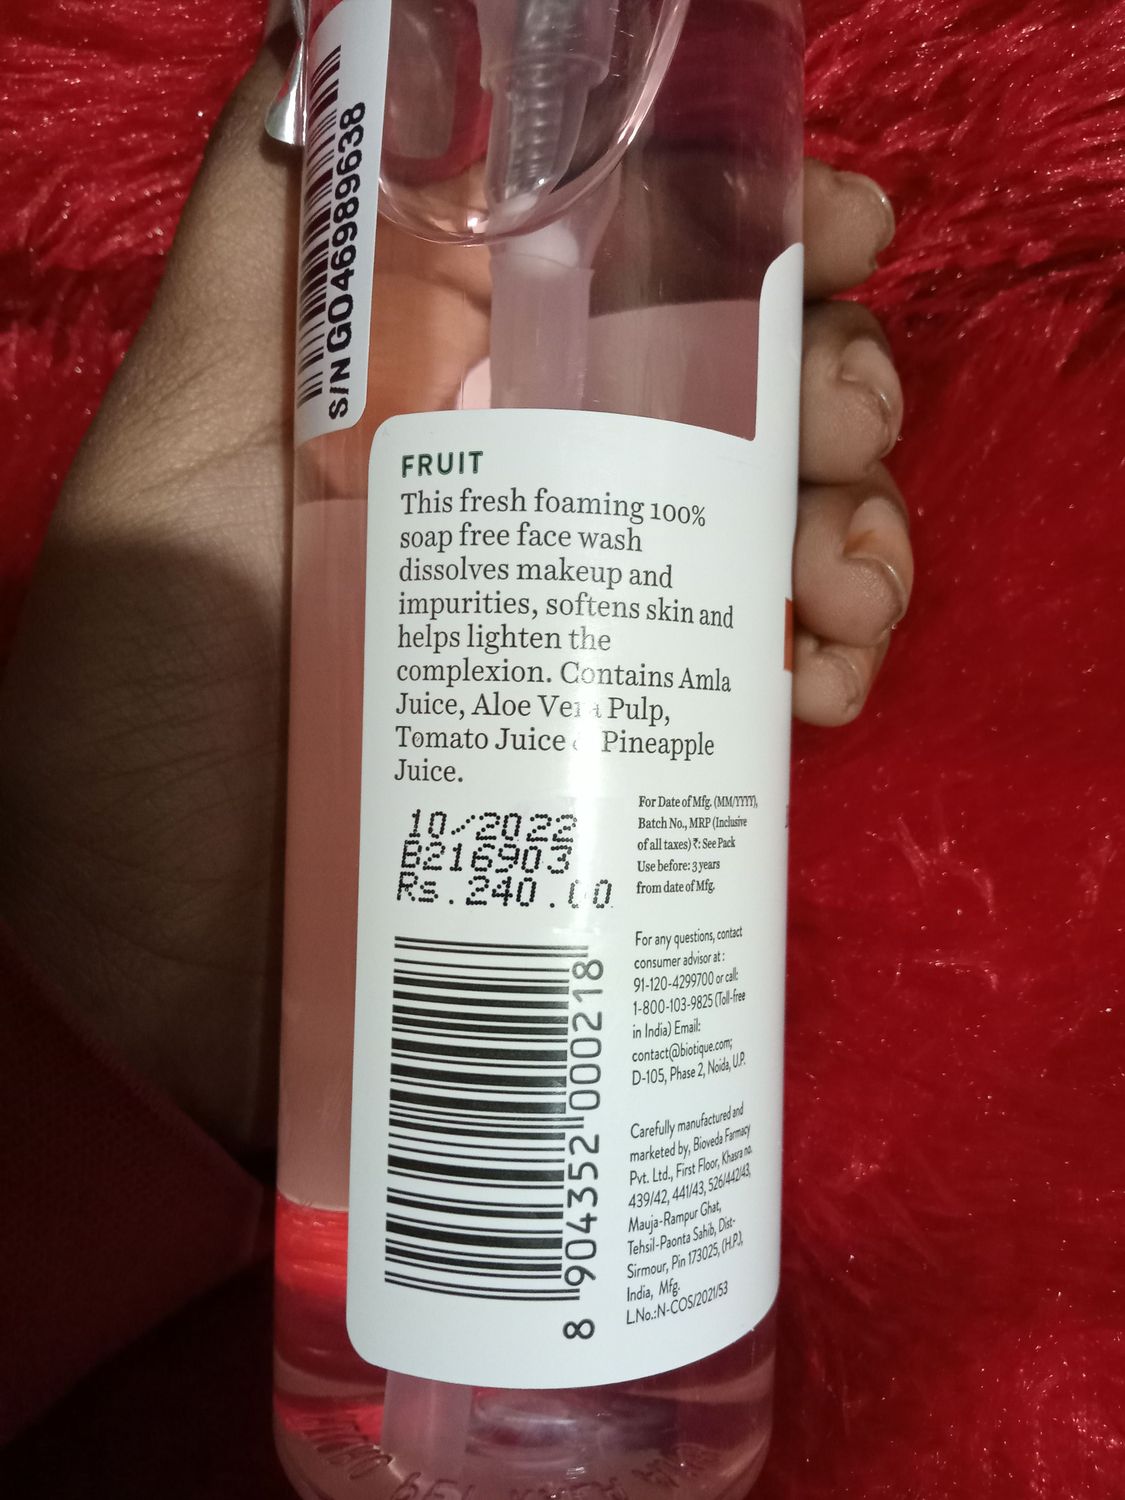 S/N G046989638
FRUIT
This fresh foaming 100%
soap free face wash
dissolves makeup and
impurities, softens skin and
helps lighten the
complexion. Contains Amla
Juice, Aloe Vera Pulp,
Tomato Juice & Pineapple
Juice.
10/2022
B216903
Rs.240.00
For Date of Mfg. (MM/YYYY),
Batch No., MRP (Inclusive
of all taxes) ₹: See Pack
Use before: 3 years
from date of Mfg.
For any questions, contact
consumer advisor at :
91-120-4299700 or call:
1-800-103-9825 (Toll-free
in India) Email:
contact@biotique.com;
D-105, Phase 2, Noida, U.P.
Carefully manufactured and
marketed by, Bioveda Farmacy
Pvt. Ltd., First Floor, Khasra no.
439/42, 441/43, 526/442/43,
Mauja-Rampur Ghat,
Tehsil-Paonta Sahib, Dist-
Sirmour, Pin 173025, (H.P.),
India, Mfg.
L.No.:N-COS/2021/53
8 904352 000218